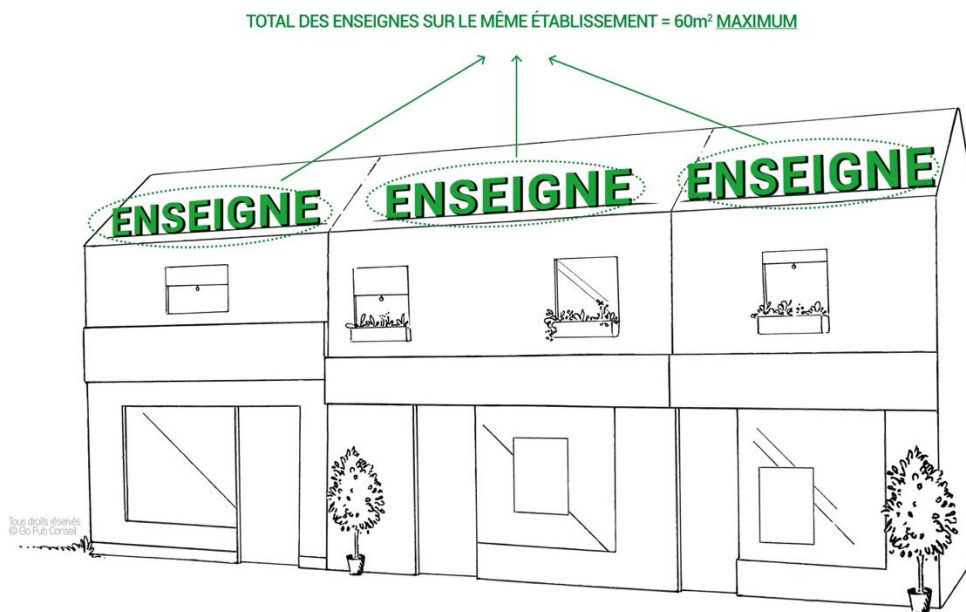 TOTAL DES ENSEIGNES SUR LE MÊME ÉTABLISSEMENT = 60m² MAXIMUM
ENSEIGNE ENSEIGNE ENSEIGNE
Tous droits réservés
© Go Pub Conseil